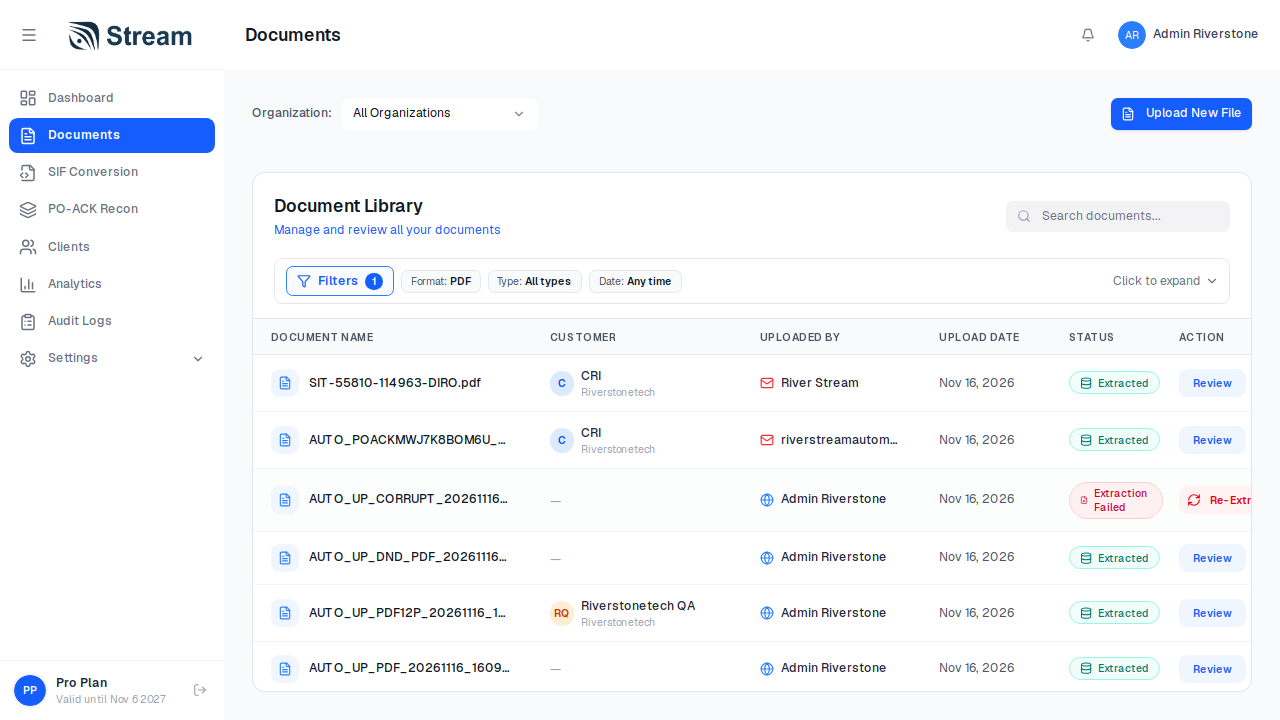 Stream
Documents
AR
Admin Riverstone
Dashboard
Documents
SIF Conversion
PO-ACK Recon
Clients
Analytics
Audit Logs
Settings
PP
Pro Plan
Valid until Nov 6 2027
Organization:
All Organizations
Upload New File
Document Library
Manage and review all your documents
Search documents...
Filters 1
Format: PDF
Type: All types
Date: Any time
Click to expand
DOCUMENT NAME CUSTOMER UPLOADED BY UPLOAD DATE STATUS ACTION
SIT-55810-114963-DIRO.pdf C CRI River Stream Nov 16, 2026 Extracted Review
Riverstonetech
AUTO_POACKMWJ7K8BOM6U_... C CRI riverstreamautom... Nov 16, 2026 Extracted Review
Riverstonetech
AUTO_UP_CORRUPT_20261116... — Admin Riverstone Nov 16, 2026 Extraction Failed Re-Extr
AUTO_UP_DND_PDF_20261116... — Admin Riverstone Nov 16, 2026 Extracted Review
AUTO_UP_PDF12P_20261116_1... RQ Riverstonetech QA Admin Riverstone Nov 16, 2026 Extracted Review
Riverstonetech
AUTO_UP_PDF_20261116_1609... — Admin Riverstone Nov 16, 2026 Extracted Review